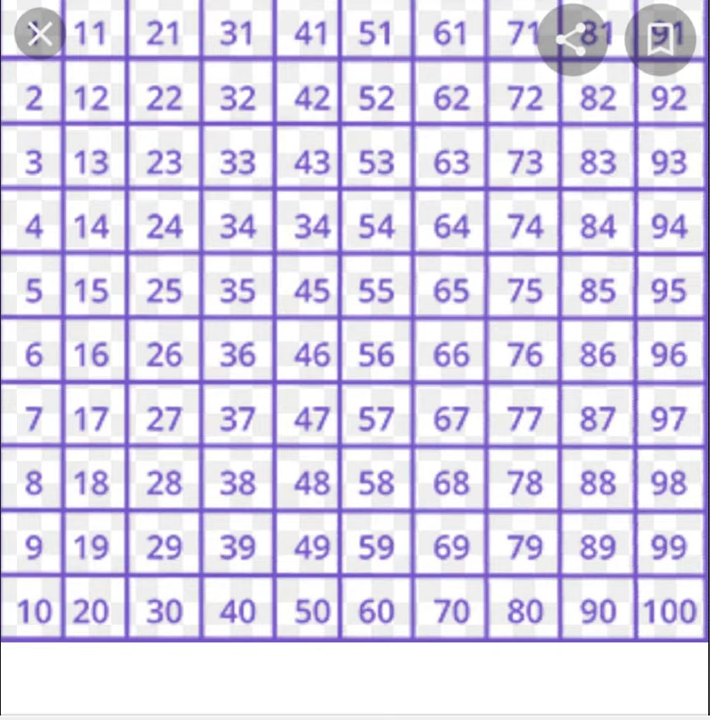 11 21 31 41 51 61 71 81 91
2 12 22 32 42 52 62 72 82 92
3 13 23 33 43 53 63 73 83 93
4 14 24 34 34 54 64 74 84 94
5 15 25 35 45 55 65 75 85 95
6 16 26 36 46 56 66 76 86 96
7 17 27 37 47 57 67 77 87 97
8 18 28 38 48 58 68 78 88 98
9 19 29 39 49 59 69 79 89 99
10 20 30 40 50 60 70 80 90 100